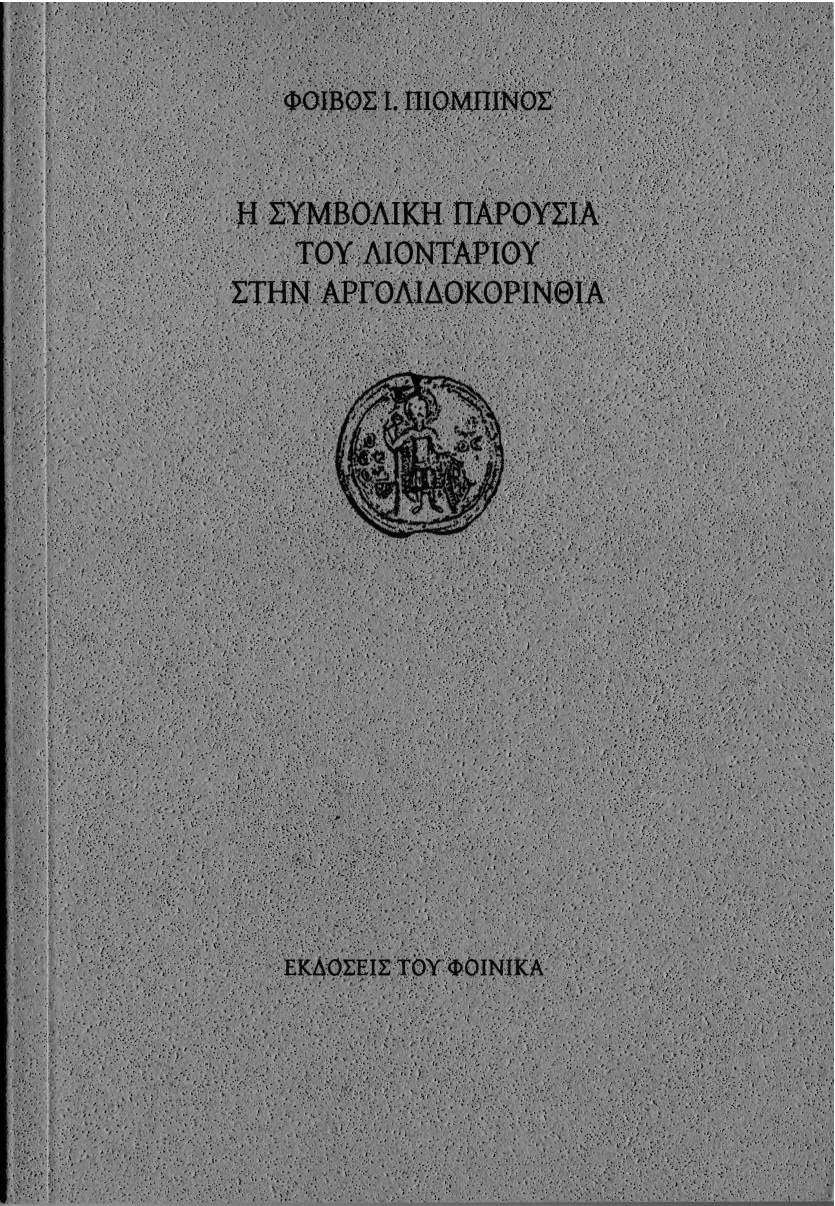 ΦΟΙΒΟΣ Ι. ΠΙΟΜΠΙΝΟΣ
Η ΣΥΜΒΟΛΙΚΗ ΠΑΡΟΥΣΙΑ
ΤΟΥ ΛΙΟΝΤΑΡΙΟΥ
ΣΤΗΝ ΑΡΓΟΛΙΔΟΚΟΡΙΝΘΙΑ
ΕΚΔΟΣΕΙΣ ΤΟΥ ΦΟΙΝΙΚΑ